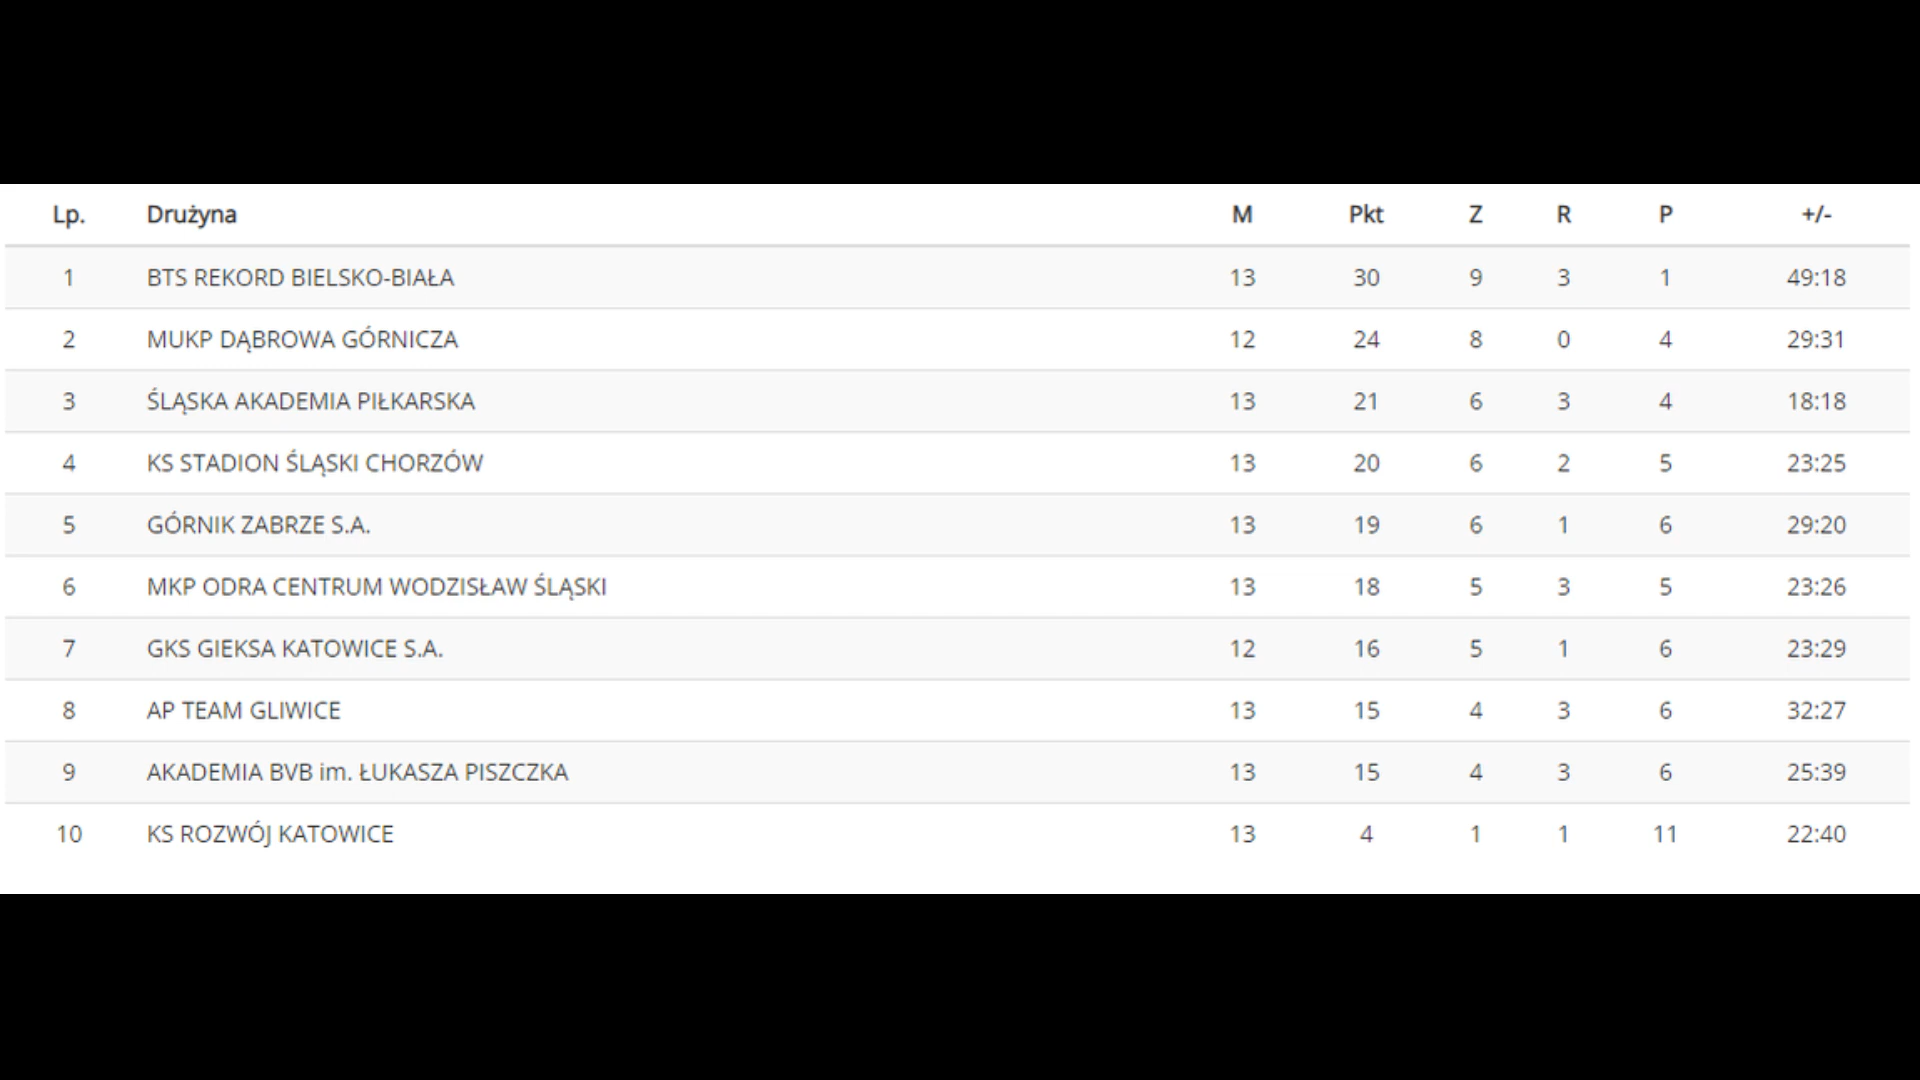 Lp. Drużyna M Pkt Z R P +/-
1 BTS REKORD BIELSKO-BIAŁA 13 30 9 3 1 49:18
2 MUKP DĄBROWA GÓRNICZA 12 24 8 0 4 29:31
3 ŚLĄSKA AKADEMIA PIŁKARSKA 13 21 6 3 4 18:18
4 KS STADION ŚLĄSKI CHORZÓW 13 20 6 2 5 23:25
5 GÓRNIK ZABRZE S.A. 13 19 6 1 6 29:20
6 MKP ODRA CENTRUM WODZISŁAW ŚLĄSKI 13 18 5 3 5 23:26
7 GKS GIEKSA KATOWICE S.A. 12 16 5 1 6 23:29
8 AP TEAM GLIWICE 13 15 4 3 6 32:27
9 AKADEMIA BVB im. ŁUKASZA PISZCZKA 13 15 4 3 6 25:39
10 KS ROZWÓJ KATOWICE 13 4 1 1 11 22:40